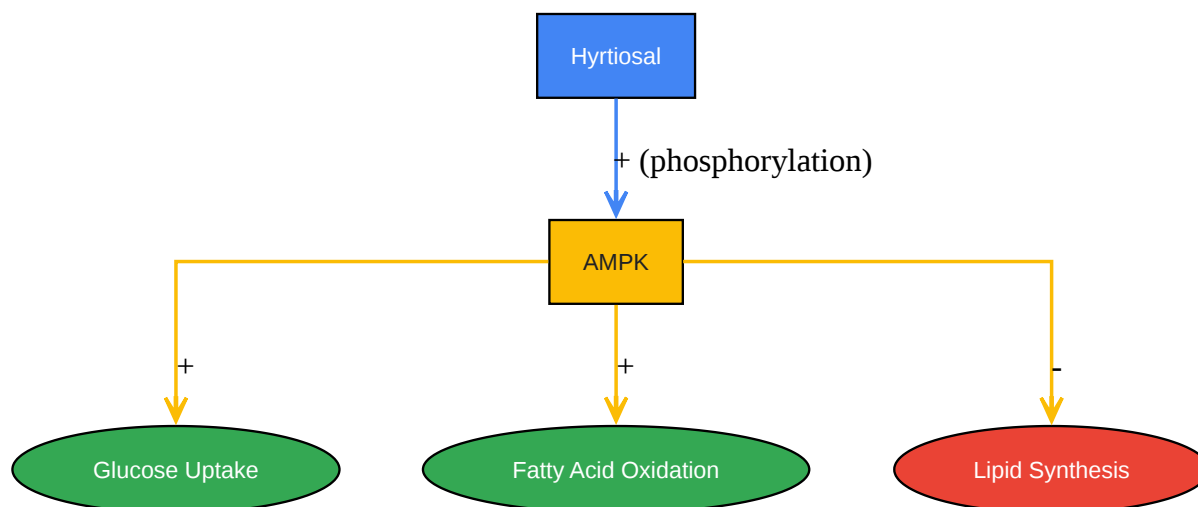 Hyrtiosal
+ (phosphorylation)
AMPK
+
+
-
Glucose Uptake
Fatty Acid Oxidation
Lipid Synthesis